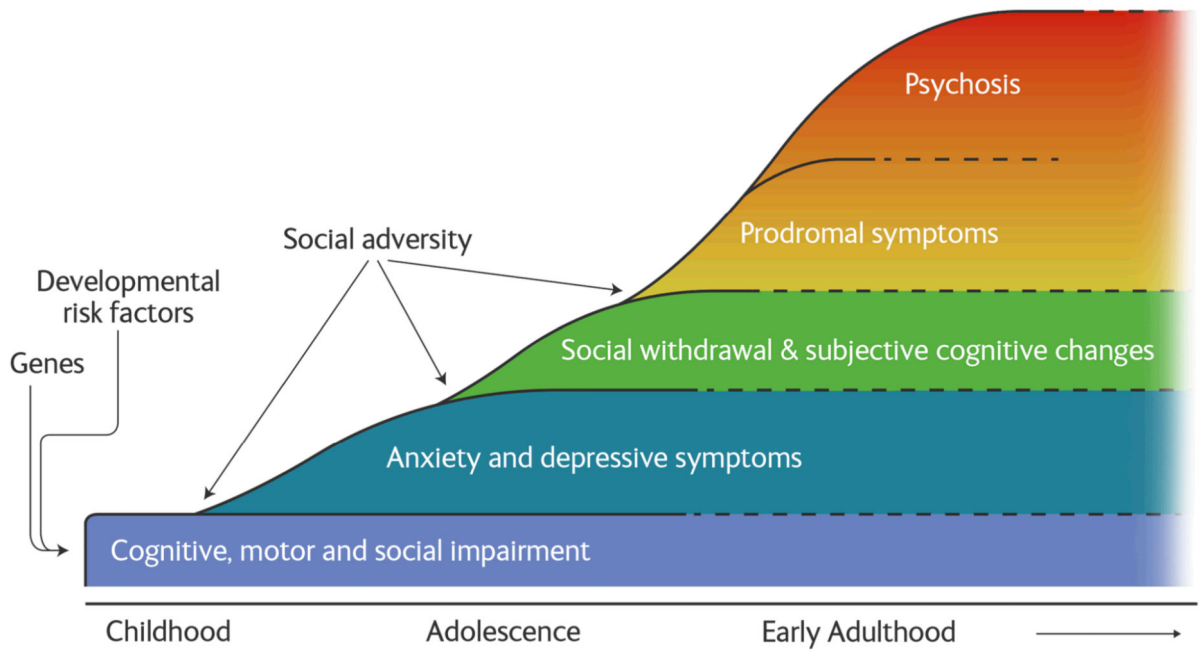 Psychosis
Prodromal symptoms
Social adversity
Developmental
risk factors
Genes
Social withdrawal & subjective cognitive changes
Anxiety and depressive symptoms
Cognitive, motor and social impairment
Childhood
Adolescence
Early Adulthood